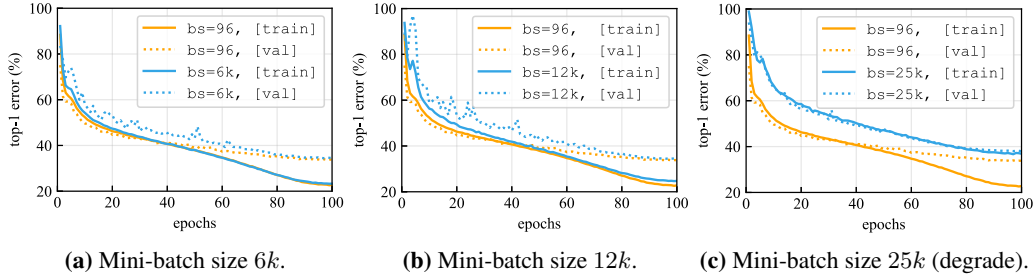 100
80
60
40
20
top-1 error (%)
0
20
40
60
80
100
epochs
bs=96, [train]
bs=96, [val]
bs=6k, [train]
bs=6k, [val]
(a) Mini-batch size 6k.
100
80
60
40
20
top-1 error (%)
0
20
40
60
80
100
epochs
bs=96, [train]
bs=96, [val]
bs=12k, [train]
bs=12k, [val]
(b) Mini-batch size 12k.
100
80
60
40
20
top-1 error (%)
0
20
40
60
80
100
epochs
bs=96, [train]
bs=96, [val]
bs=25k, [train]
bs=25k, [val]
(c) Mini-batch size 25k (degrade).